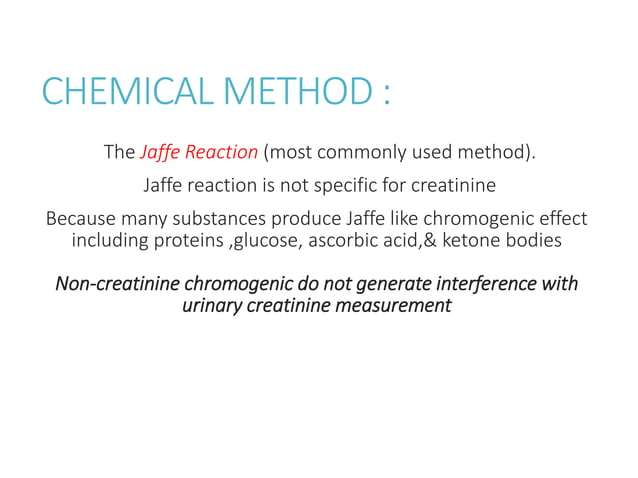 CHEMICAL METHOD :
The Jaffe Reaction (most commonly used method).
Jaffe reaction is not specific for creatinine
Because many substances produce Jaffe like chromogenic effect
including proteins ,glucose, ascorbic acid,& ketone bodies
Non-creatinine chromogenic do not generate interference with
urinary creatinine measurement